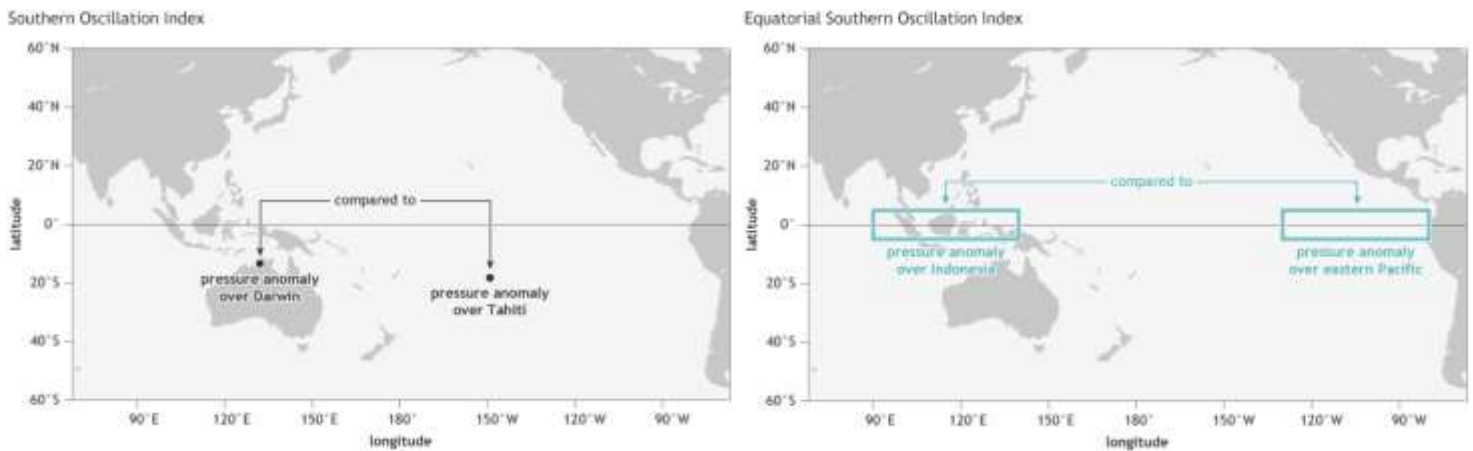 Southern Oscillation Index
60°N
40°N
20°N
0°
20°S
40°S
60°S
latitude
compared to
pressure anomaly
over Darwin
pressure anomaly
over Tahiti
90°E
120°E
150°E
180°
150°W
120°W
90°W
longitude
Equatorial Southern Oscillation Index
60°N
40°N
20°N
0°
20°S
40°S
60°S
latitude
compared to
pressure anomaly
over Indonesia
pressure anomaly
over eastern Pacific
90°E
120°E
150°E
180°
150°W
120°W
90°W
longitude